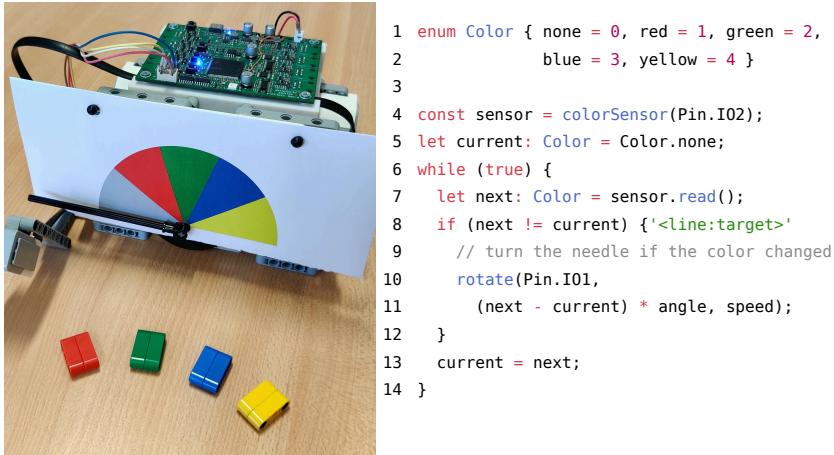 1 enum Color { none = 0, red = 1, green = 2,
2 blue = 3, yellow = 4 }
3
4 const sensor = colorSensor(Pin.IO2);
5 let current: Color = Color.none;
6 while (true) {
7 let next: Color = sensor.read();
8 if (next != current) {'<line:target>'
9 // turn the needle if the color changed
10 rotate(Pin.IO1,
11 (next - current) * angle, speed);
12 }
13 current = next;
14 }